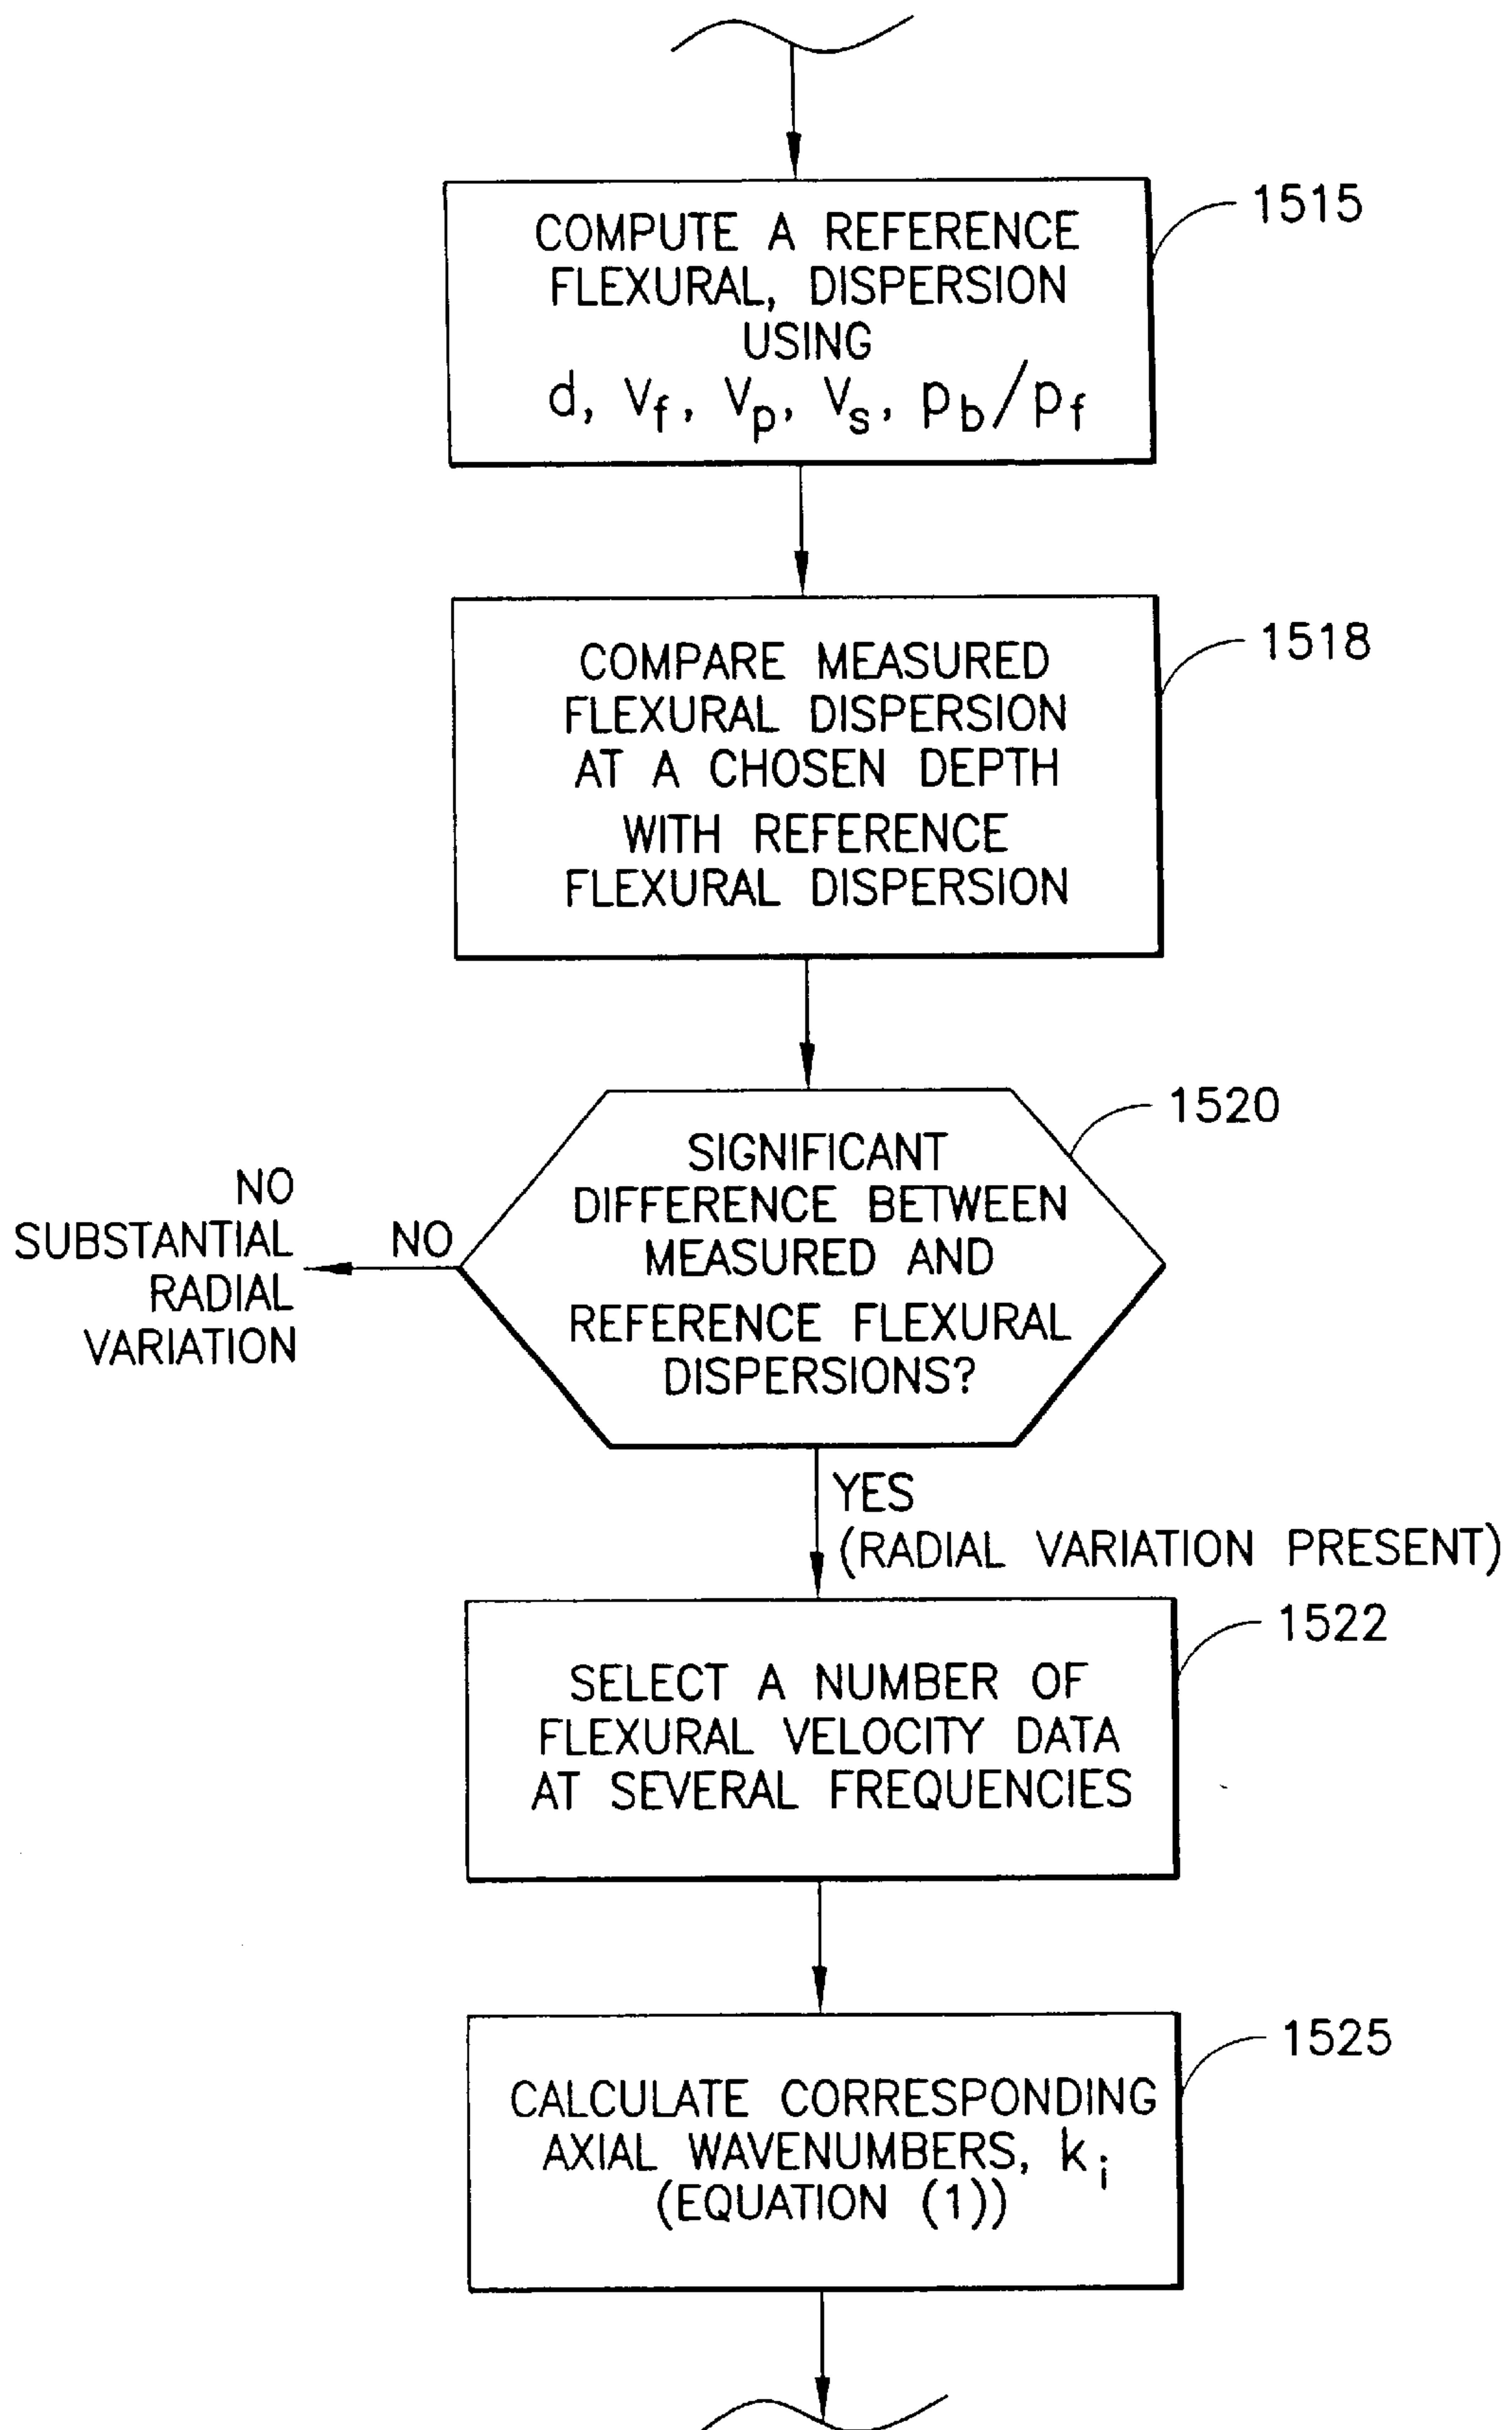 COMPUTE A REFERENCE
FLEXURAL, DISPERSION
USING
d, Vf, Vp, Vs, pb/pf
1515
COMPARE MEASURED
FLEXURAL DISPERSION
AT A CHOSEN DEPTH
WITH REFERENCE
FLEXURAL DISPERSION
1518
SIGNIFICANT
DIFFERENCE BETWEEN
MEASURED AND
REFERENCE FLEXURAL
DISPERSIONS?
1520
NO
NO
SUBSTANTIAL
RADIAL
VARIATION
YES
(RADIAL VARIATION PRESENT)
SELECT A NUMBER OF
FLEXURAL VELOCITY DATA
AT SEVERAL FREQUENCIES
1522
CALCULATE CORRESPONDING
AXIAL WAVENUMBERS, ki
(EQUATION (1))
1525